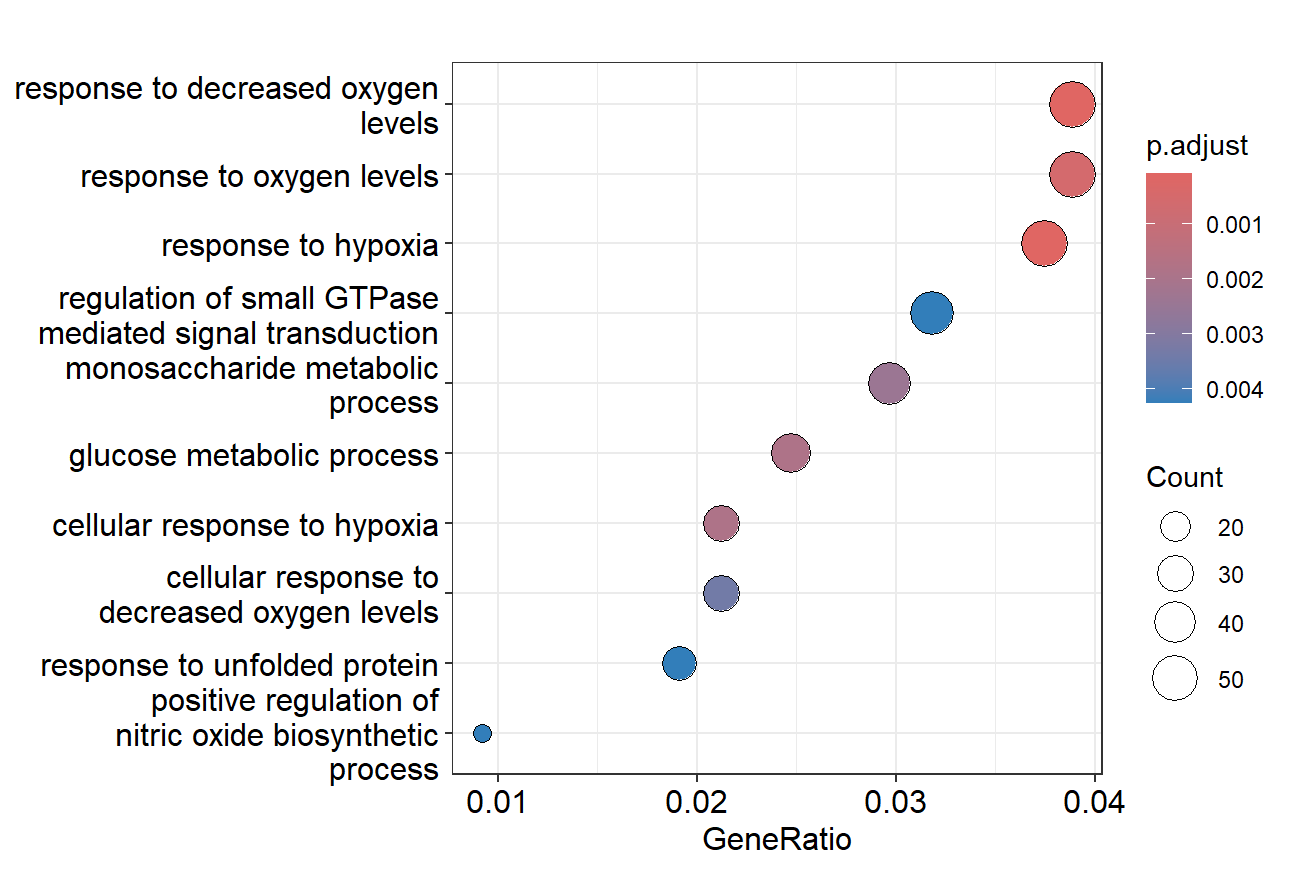 response to decreased oxygen
levels
response to oxygen levels
response to hypoxia
regulation of small GTPase
mediated signal transduction
monosaccharide metabolic
process
glucose metabolic process
cellular response to hypoxia
cellular response to
decreased oxygen levels
response to unfolded protein
positive regulation of
nitric oxide biosynthetic
process
0.01
0.02
0.03
0.04
GeneRatio
p.adjust
0.001
0.002
0.003
0.004
Count
20
30
40
50